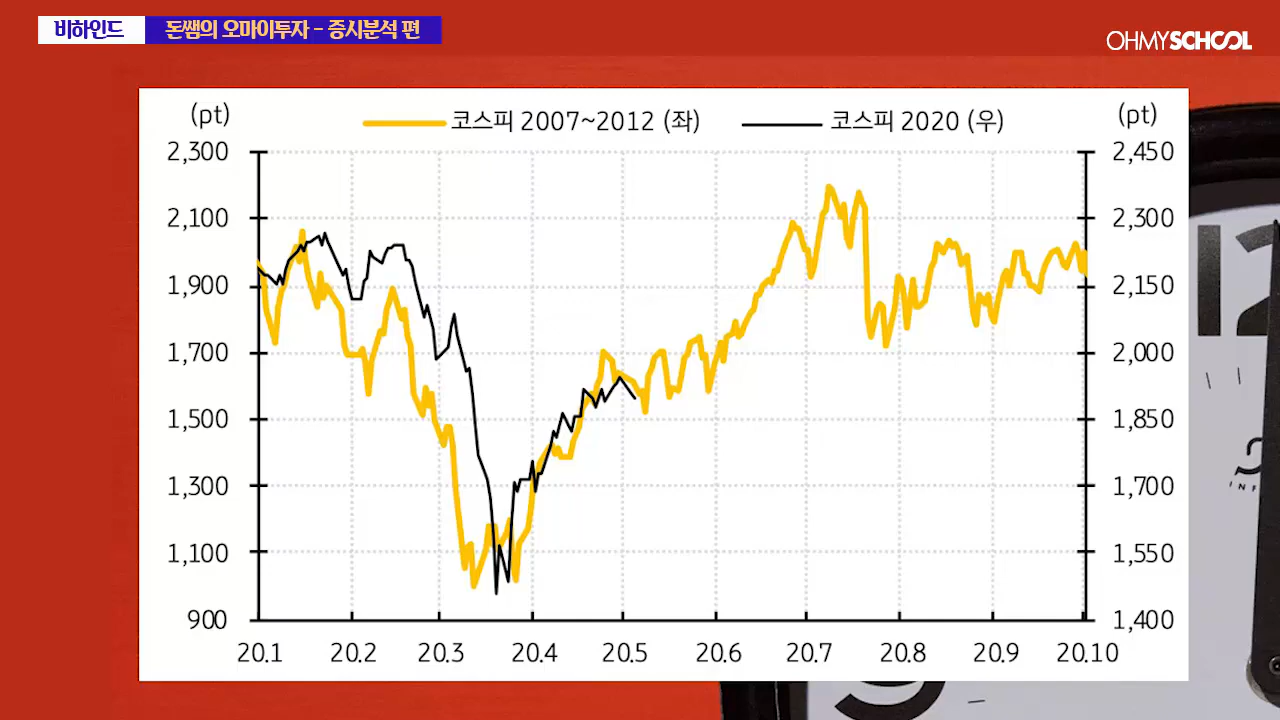 비하인드 돈쌤의 오마이투자 - 증시분석 편
OHMYSCHOOL
(pt) 코스피 2007~2012 (좌) 코스피 2020 (우) (pt)
2,300 2,450
2,100 2,300
1,900 2,150
1,700 2,000
1,500 1,850
1,300 1,700
1,100 1,550
900 1,400
20.1 20.2 20.3 20.4 20.5 20.6 20.7 20.8 20.9 20.10
12
9